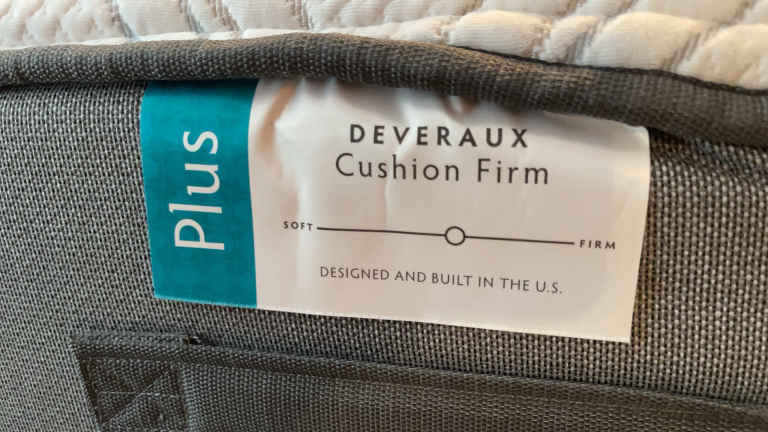 Plus
DEVERAUX
Cushion Firm
SOFT FIRM
DESIGNED AND BUILT IN THE U.S.